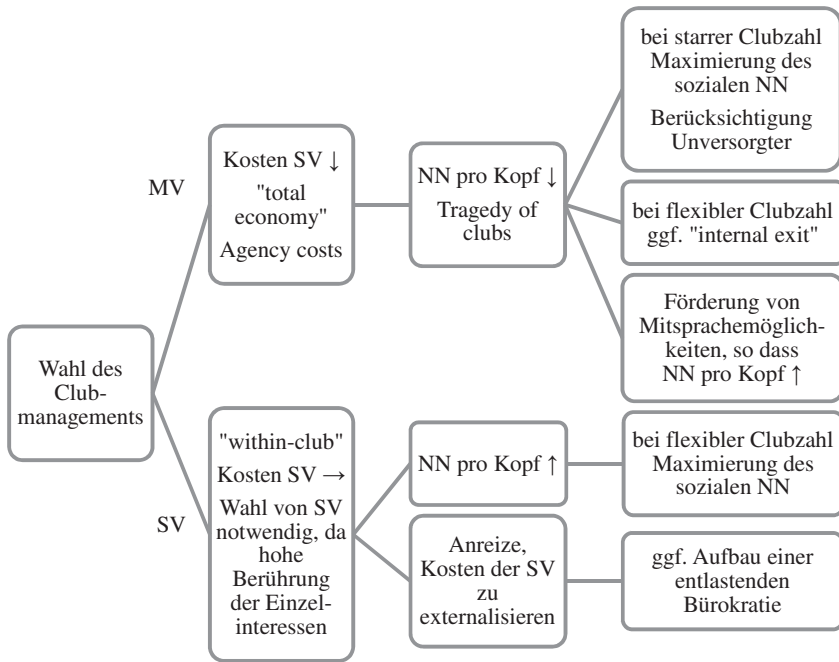 Wahl des
Club-
managements
MV
Kosten SV ↓
"total
economy"
Agency costs
NN pro Kopf ↓
Tragedy of
clubs
bei starrer Clubzahl
Maximierung des
sozialen NN
Berücksichtigung
Unversorgter
bei flexibler Clubzahl
ggf. "internal exit"
Förderung von
Mitsprachemöglich-
keiten, so dass
NN pro Kopf ↑
SV
"within-club"
Kosten SV →
Wahl von SV
notwendig, da
hohe
Berührung
der Einzel-
interessen
NN pro Kopf ↑
bei flexibler Clubzahl
Maximierung des
sozialen NN
Anreize,
Kosten der SV
zu
externalisieren
ggf. Aufbau einer
entlastenden
Bürokratie